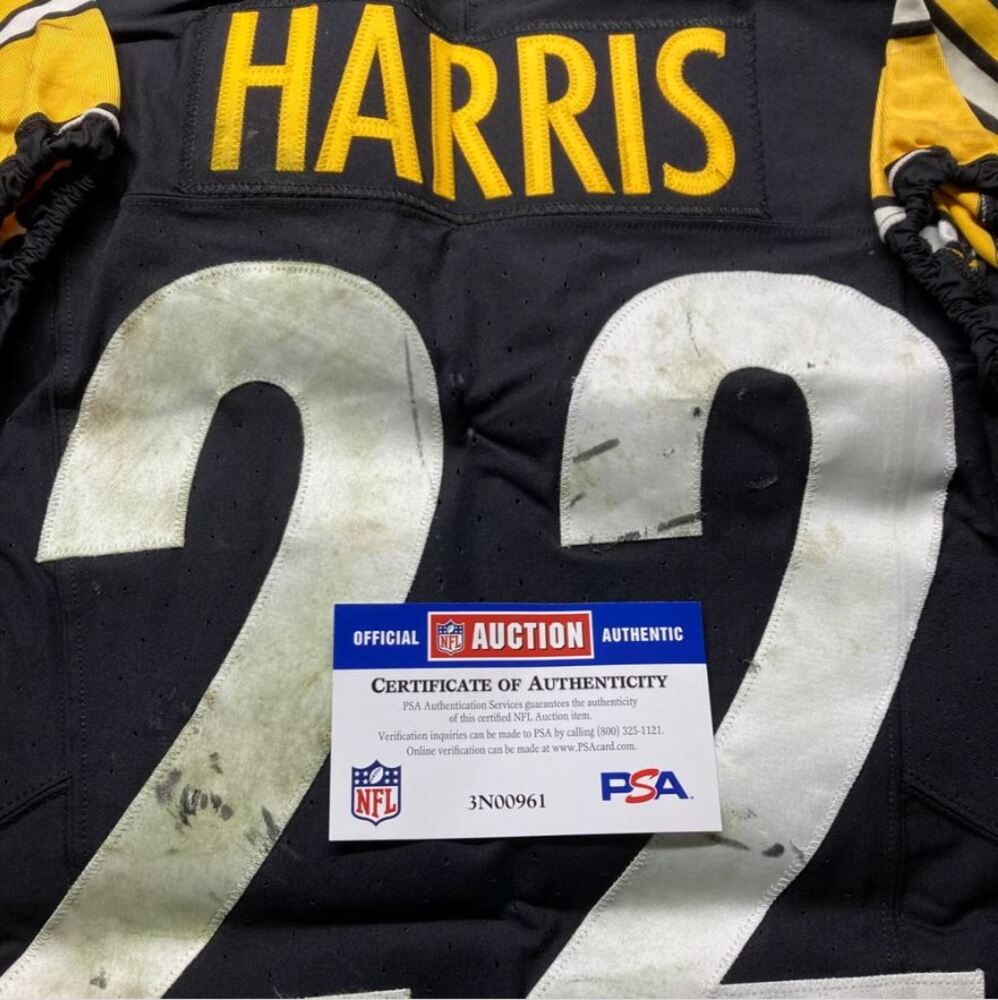 HARRIS
22
OFFICIAL NFL AUCTION AUTHENTIC
CERTIFICATE OF AUTHENTICITY
PSA Authentication Services guarantees the authenticity
of this certified NFL Auction item.
Verification inquiries can be made to PSA by calling (800) 325-1121.
Online verification can be made at www.PSAcard.com.
NFL 3N00961 PSA